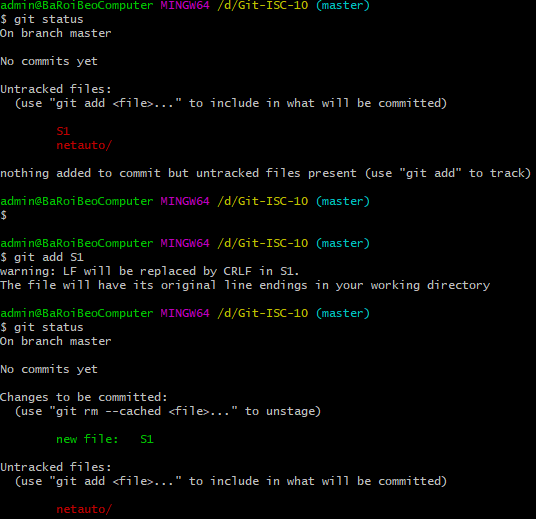 admin@BaRoiBeoComputer MINGW64 /d/Git-ISC-10 (master)
$ git status
On branch master
No commits yet
Untracked files:
(use "git add <file>..." to include in what will be committed)
S1
netauto/
nothing added to commit but untracked files present (use "git add" to track)
admin@BaRoiBeoComputer MINGW64 /d/Git-ISC-10 (master)
$
admin@BaRoiBeoComputer MINGW64 /d/Git-ISC-10 (master)
$ git add S1
warning: LF will be replaced by CRLF in S1.
The file will have its original line endings in your working directory
admin@BaRoiBeoComputer MINGW64 /d/Git-ISC-10 (master)
$ git status
On branch master
No commits yet
Changes to be committed:
(use "git rm --cached <file>..." to unstage)
new file:   S1
Untracked files:
(use "git add <file>..." to include in what will be committed)
netauto/